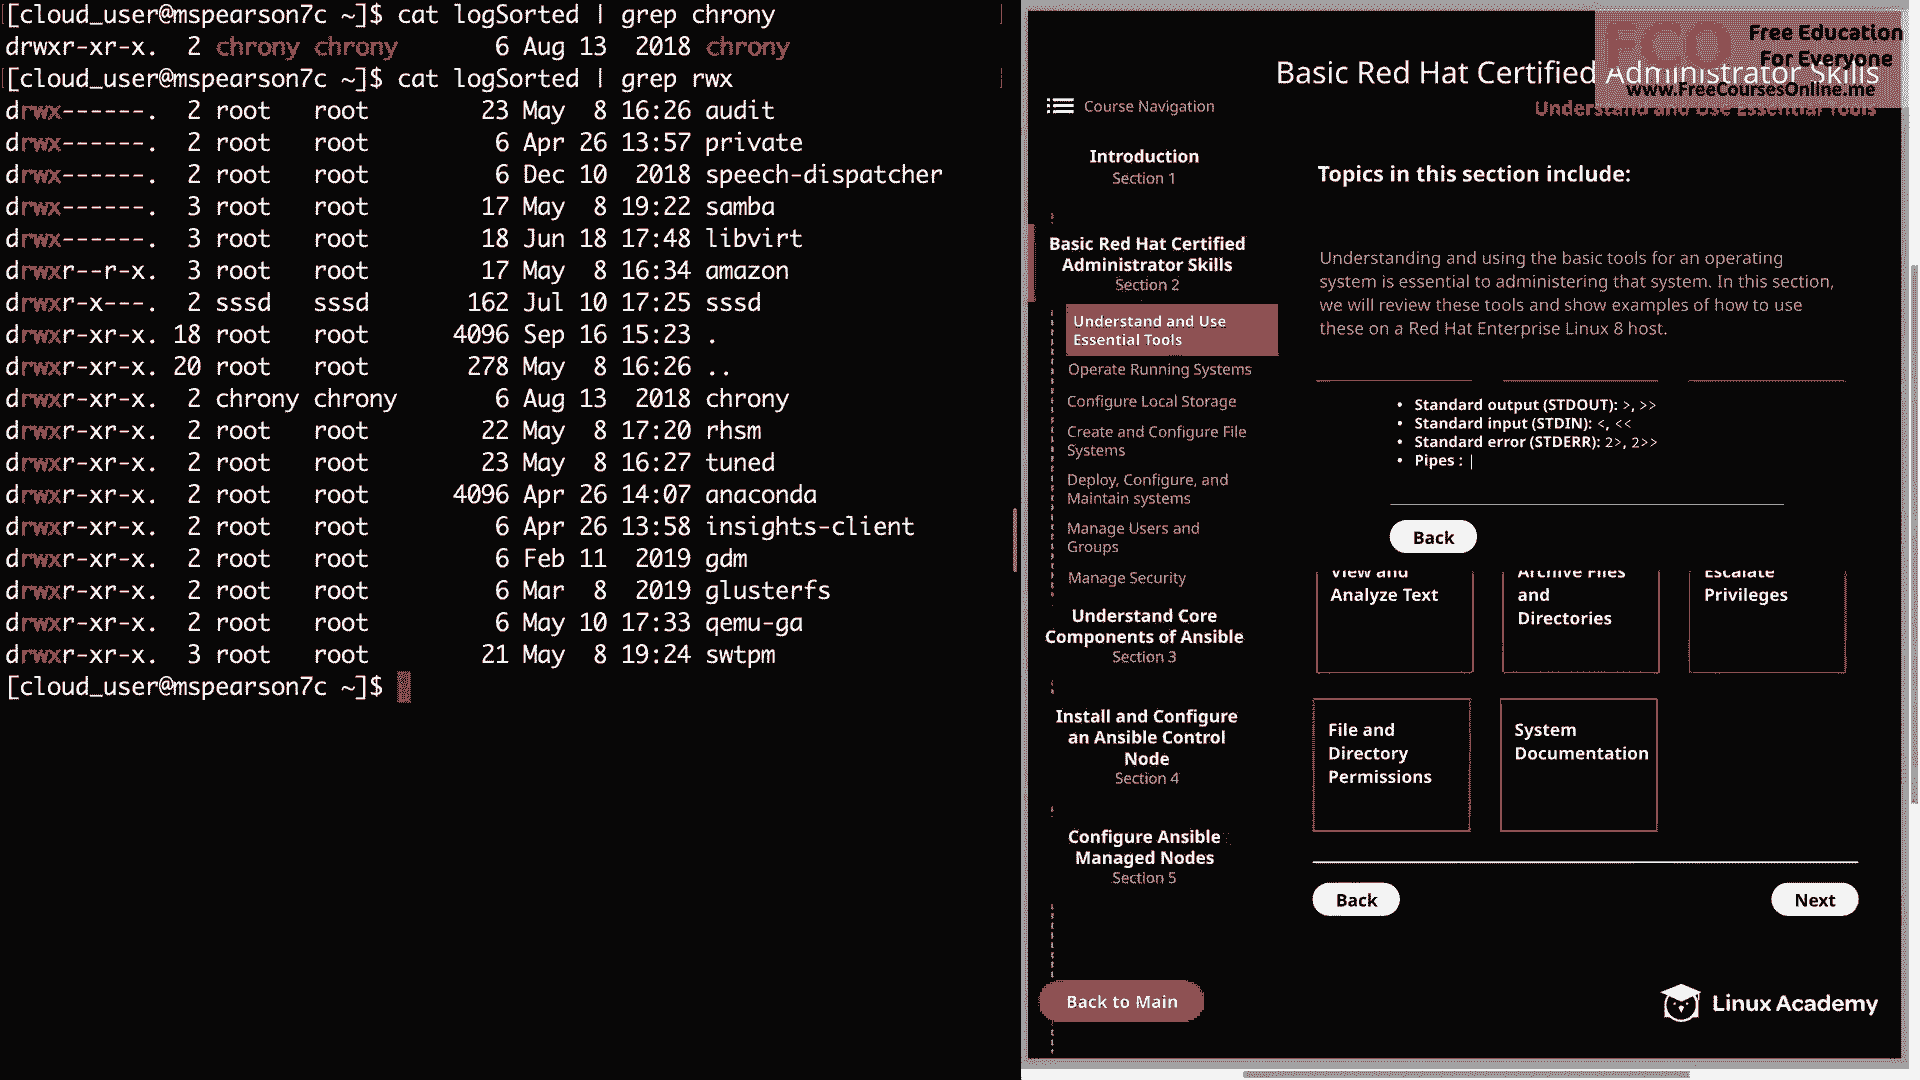 [cloud_user@mspearson7c ~]$ cat logSorted | grep chrony
drwxr-xr-x.  2 chrony chrony       6 Aug 13  2018 chrony
[cloud_user@mspearson7c ~]$ cat logSorted | grep rwx
drwx------.  2 root   root        23 May  8 16:26 audit
drwx------.  2 root   root         6 Apr 26 13:57 private
drwx------.  2 root   root         6 Dec 10  2018 speech-dispatcher
drwx------.  3 root   root        17 May  8 19:22 samba
drwx------.  3 root   root        18 Jun 18 17:48 libvirt
drwxr--r-x.  3 root   root        17 May  8 16:34 amazon
drwxr-x---.  2 sssd   sssd       162 Jul 10 17:25 sssd
drwxr-xr-x. 18 root   root      4096 Sep 16 15:23 .
drwxr-xr-x. 20 root   root       278 May  8 16:26 ..
drwxr-xr-x.  2 chrony chrony       6 Aug 13  2018 chrony
drwxr-xr-x.  2 root   root        22 May  8 17:20 rhsm
drwxr-xr-x.  2 root   root        23 May  8 16:27 tuned
drwxr-xr-x.  2 root   root      4096 Apr 26 14:07 anaconda
drwxr-xr-x.  2 root   root         6 Apr 26 13:58 insights-client
drwxr-xr-x.  2 root   root         6 Feb 11  2019 gdm
drwxr-xr-x.  2 root   root         6 Mar  8  2019 glusterfs
drwxr-xr-x.  2 root   root         6 May 10 17:33 qemu-ga
drwxr-xr-x.  3 root   root        21 May  8 19:24 swtpm
[cloud_user@mspearson7c ~]$
FCO
Free Education
For Everyone
www.FreeCoursesOnline.me
Basic Red Hat Certified Administrator Skills
Understand and Use Essential Tools
Course Navigation
Introduction
Section 1
Basic Red Hat Certified
Administrator Skills
Section 2
Understand and Use
Essential Tools
Operate Running Systems
Configure Local Storage
Create and Configure File
Systems
Deploy, Configure, and
Maintain systems
Manage Users and
Groups
Manage Security
Understand Core
Components of Ansible
Section 3
Install and Configure
an Ansible Control
Node
Section 4
Configure Ansible
Managed Nodes
Section 5
Back to Main
Topics in this section include:
Understanding and using the basic tools for an operating
system is essential to administering that system. In this section,
we will review these tools and show examples of how to use
these on a Red Hat Enterprise Linux 8 host.
• Standard output (STDOUT): >, >>
• Standard input (STDIN): <, <<
• Standard error (STDERR): 2>, 2>>
• Pipes : |
Back
View and
Analyze Text
Archive Files
and
Directories
Escalate
Privileges
File and
Directory
Permissions
System
Documentation
Back
Next
Linux Academy